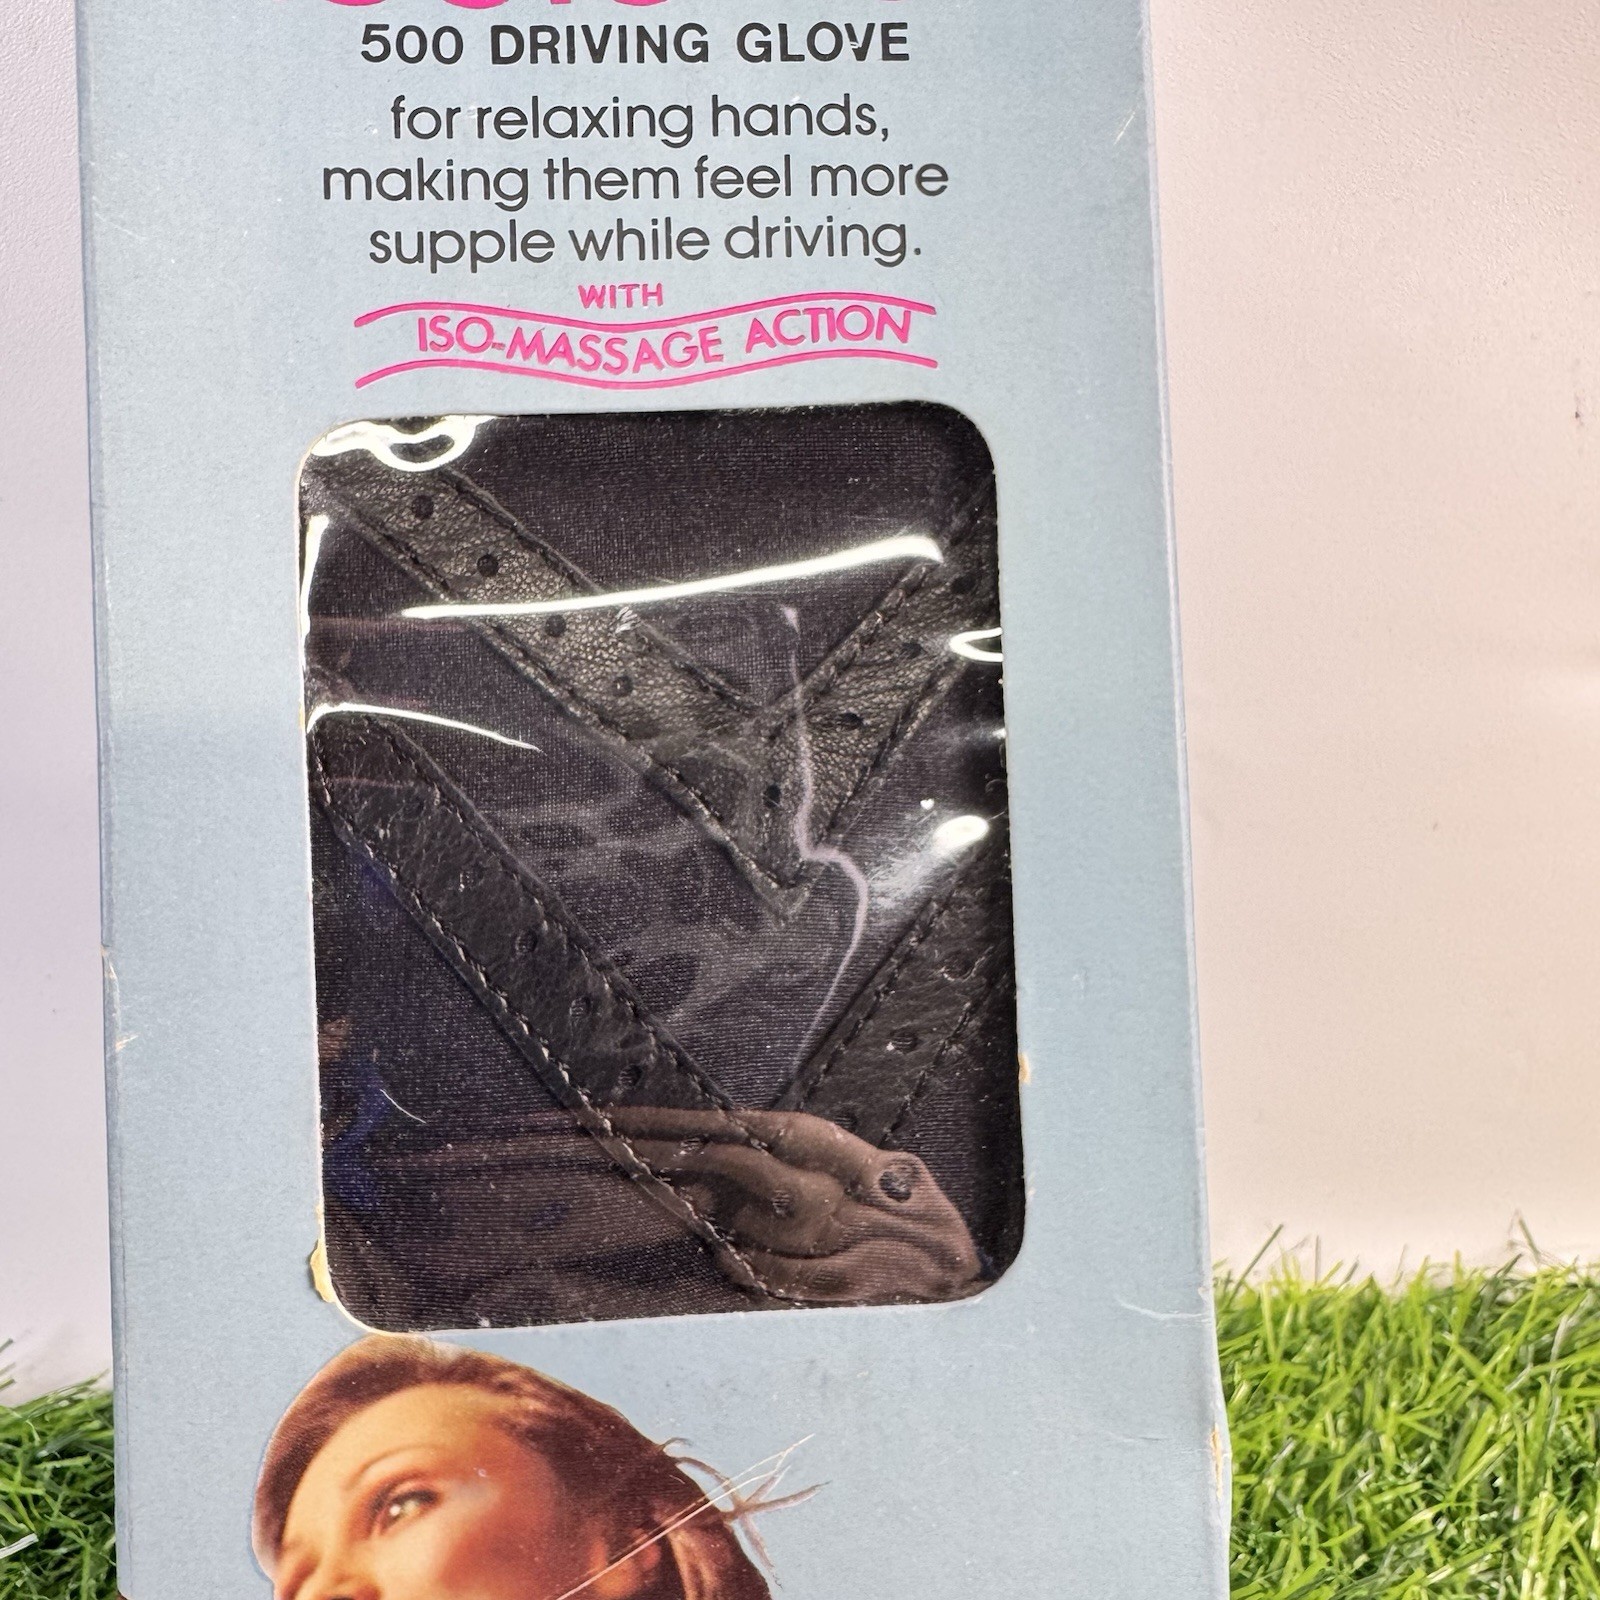 500 DRIVING GLOVE
for relaxing hands,
making them feel more
supple while driving.
WITH
ISO-MASSAGE ACTION